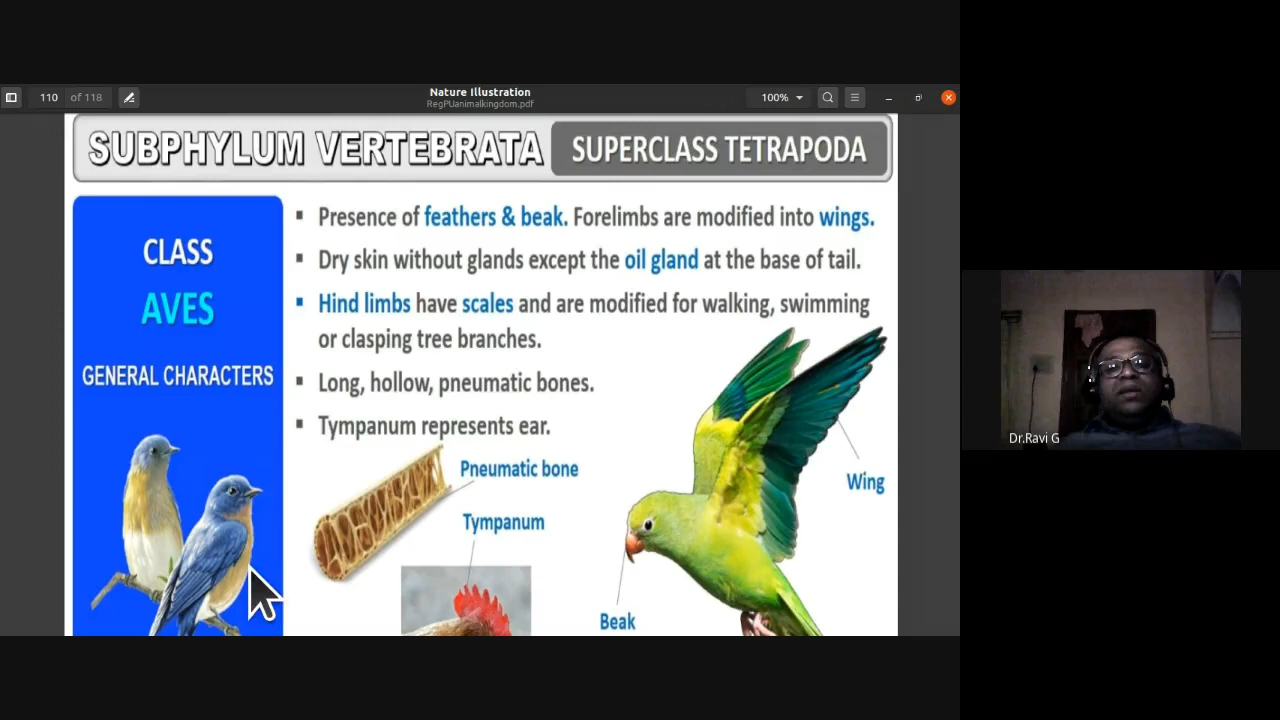 110 of 118
Nature Illustration
RegPUanimalkingdom.pdf
100%
SUBPHYLUM VERTEBRATA
SUPERCLASS TETRAPODA
CLASS
AVES
GENERAL CHARACTERS
▪ Presence of feathers & beak. Forelimbs are modified into wings.
▪ Dry skin without glands except the oil gland at the base of tail.
▪ Hind limbs have scales and are modified for walking, swimming
or clasping tree branches.
▪ Long, hollow, pneumatic bones.
▪ Tympanum represents ear.
Pneumatic bone
Tympanum
Wing
Beak
Dr.Ravi G